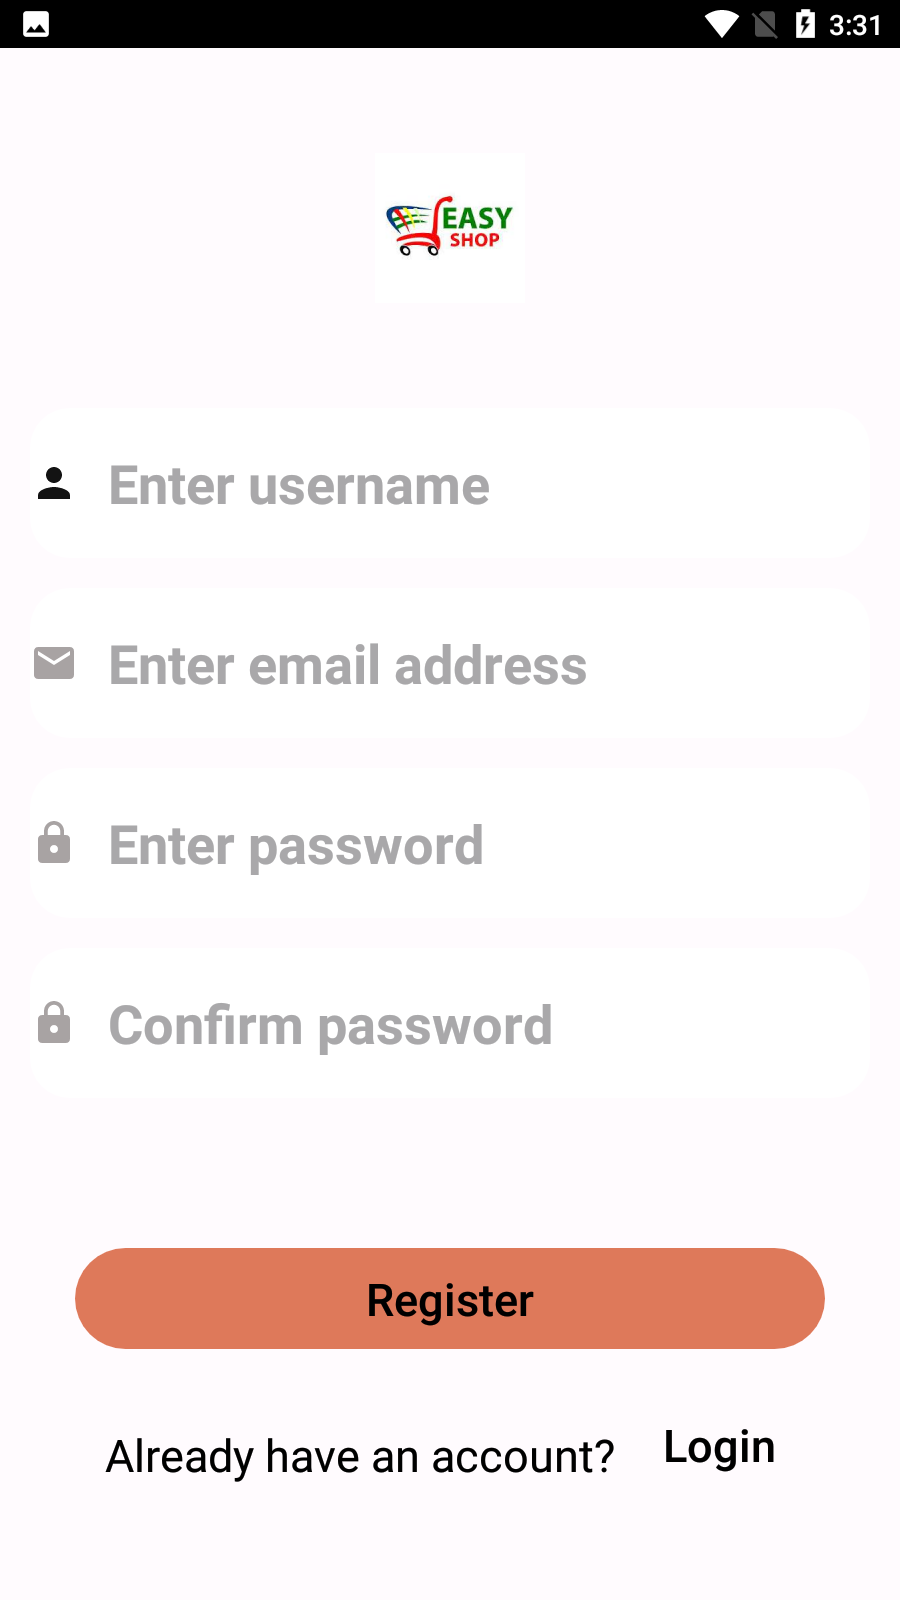 3:31
EASY
SHOP
Enter username
Enter email address
Enter password
Confirm password
Register
Already have an account? Login